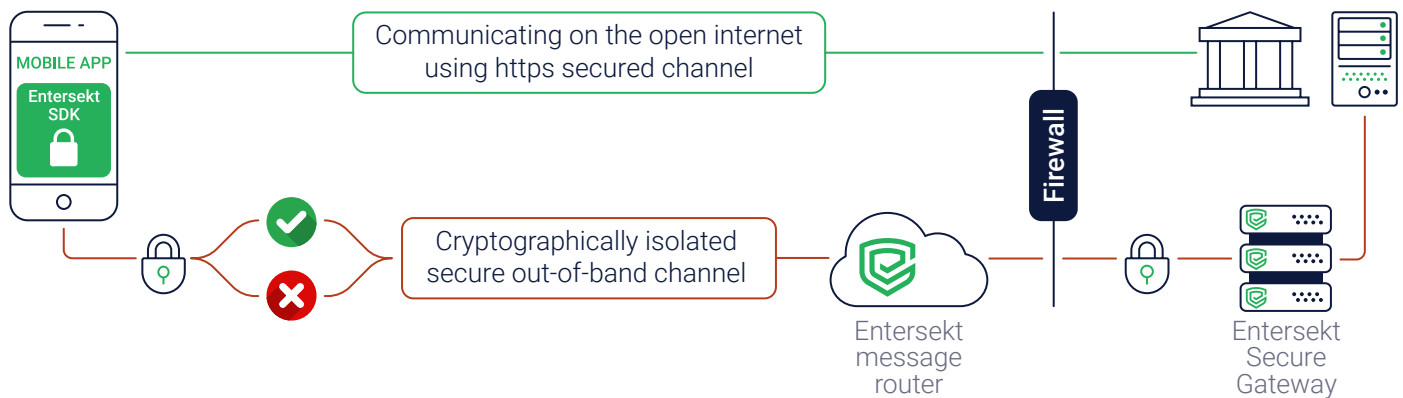 MOBILE APP
Entersekt
SDK
Communicating on the open internet
using https secured channel
Firewall
Cryptographically isolated
secure out-of-band channel
Entersekt
message
router
Entersekt
Secure
Gateway